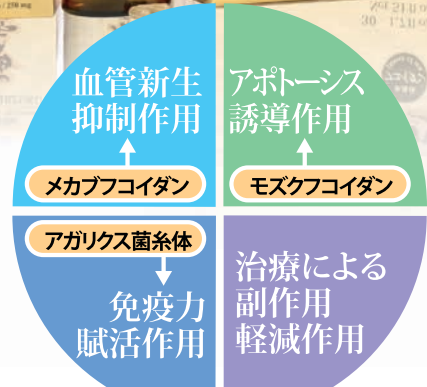 血管新生
抑制作用
メカブフコイダン
アポトーシス
誘導作用
モズクフコイダン
アガリクス菌糸体
免疫力
賦活作用
治療による
副作用
軽減作用